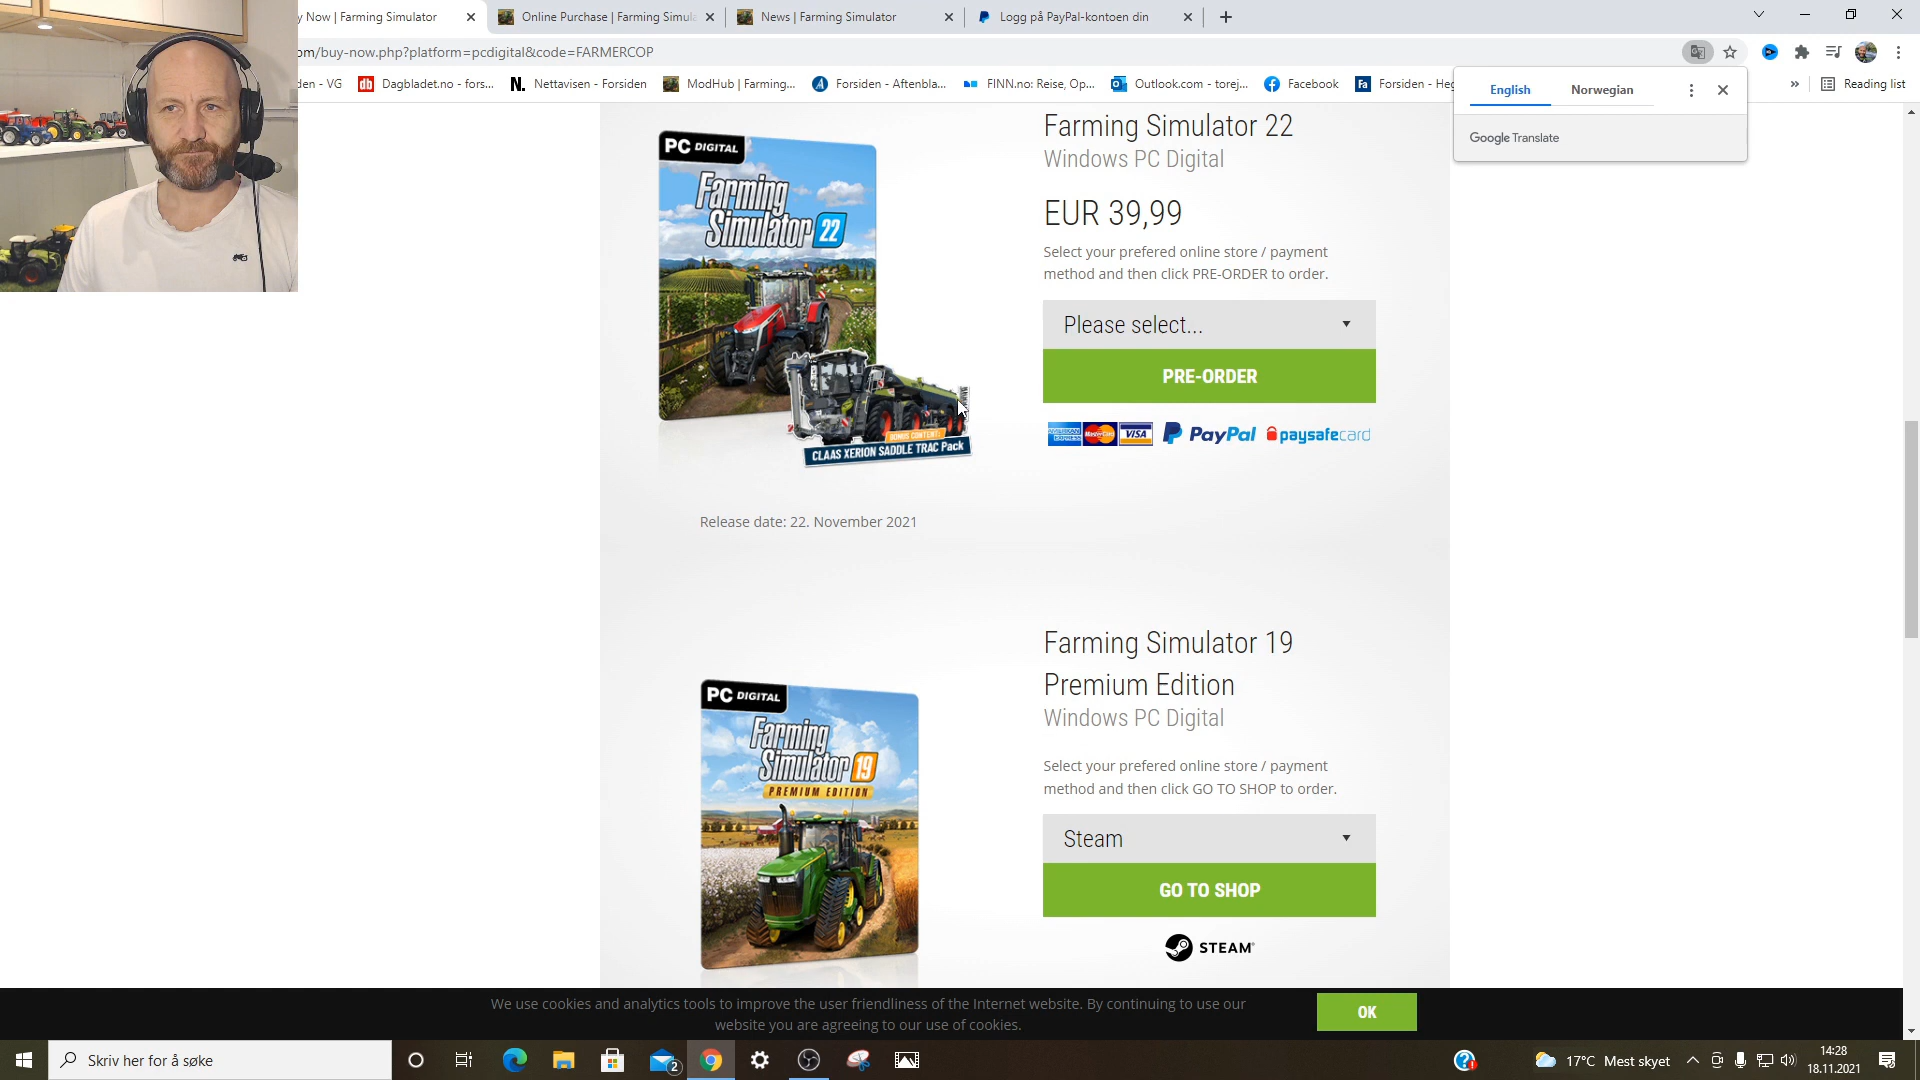 y Now | Farming Simulator
Online Purchase | Farming Simula
News | Farming Simulator
Logg på PayPal-kontoen din
om/buy-now.php?platform=pcdigital&code=FARMERCOP
den - VG
Dagbladet.no - fors...
Nettavisen - Forsiden
ModHub | Farming...
Forsiden - Aftenbla...
FINN.no: Reise, Op...
Outlook.com - torej...
Facebook
Forsiden - Heg
Reading list
English
Norwegian
Google Translate
PC DIGITAL
Farming
Simulator 22
BONUS CONTENT:
CLAAS XERION SADDLE TRAC Pack
Farming Simulator 22
Windows PC Digital
EUR 39,99
Select your prefered online store / payment
method and then click PRE-ORDER to order.
Please select...
PRE-ORDER
AMERICAN EXPRESS MasterCard VISA PayPal paysafecard
Release date: 22. November 2021
PC DIGITAL
Farming
Simulator 19
PREMIUM EDITION
Farming Simulator 19
Premium Edition
Windows PC Digital
Select your prefered online store / payment
method and then click GO TO SHOP to order.
Steam
GO TO SHOP
STEAM
We use cookies and analytics tools to improve the user friendliness of the Internet website. By continuing to use our
website you are agreeing to our use of cookies.
OK
Skriv her for å søke
2
17°C Mest skyet
14:28
18.11.2021